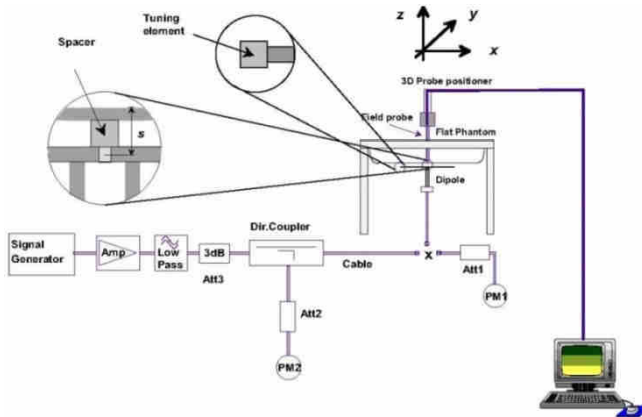 Tuning
element
Spacer
s
z
y
x
3D Probe positioner
Field probe
Flat Phantom
Dipole
Signal
Generator
Amp
Low
Pass
3dB
Att3
Dir.Coupler
Cable
x
Att1
PM1
Att2
PM2